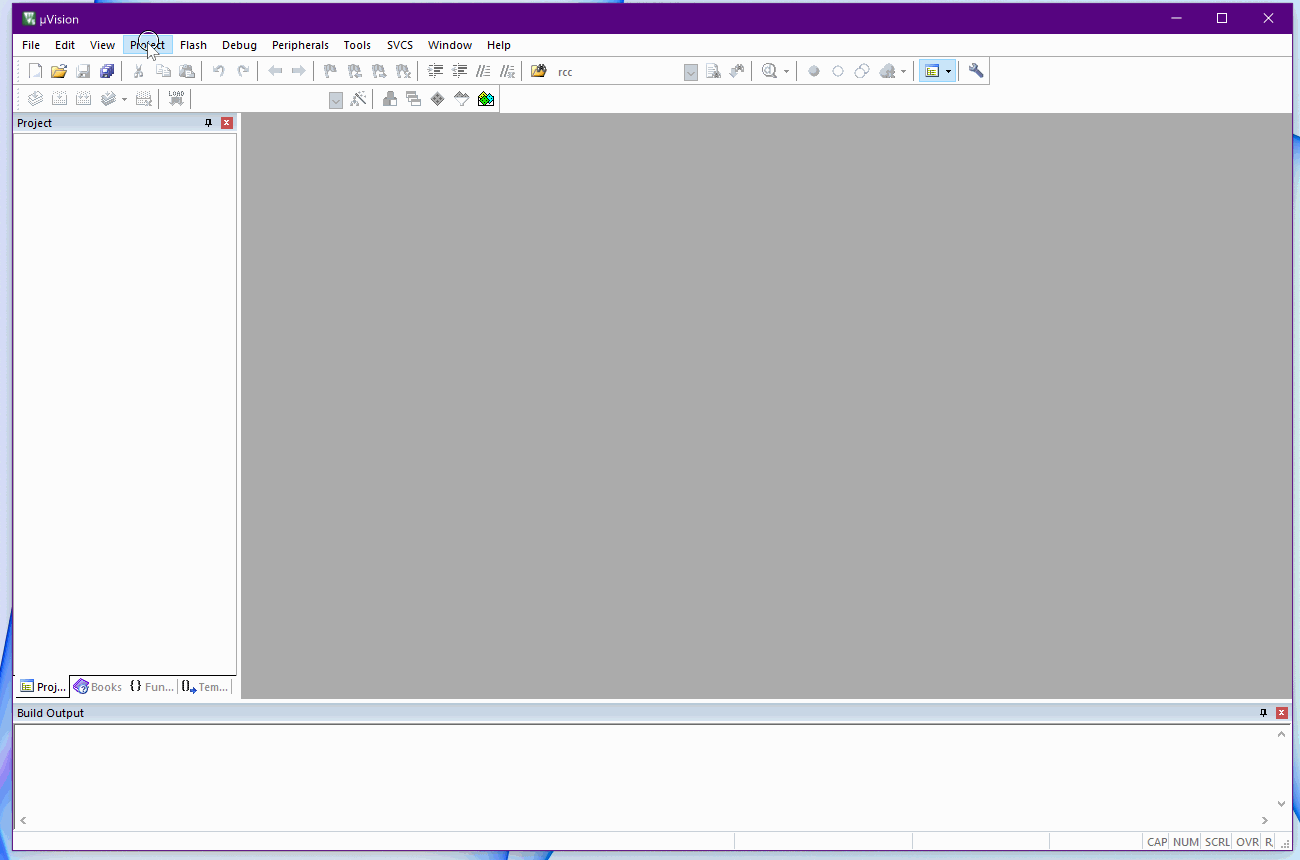 µVision
File Edit View Project Flash Debug Peripherals Tools SVCS Window Help
rcc
LOAD
Project
Proj... Books {} Fun... 0 Tem...
Build Output
CAP NUM SCRL OVR R